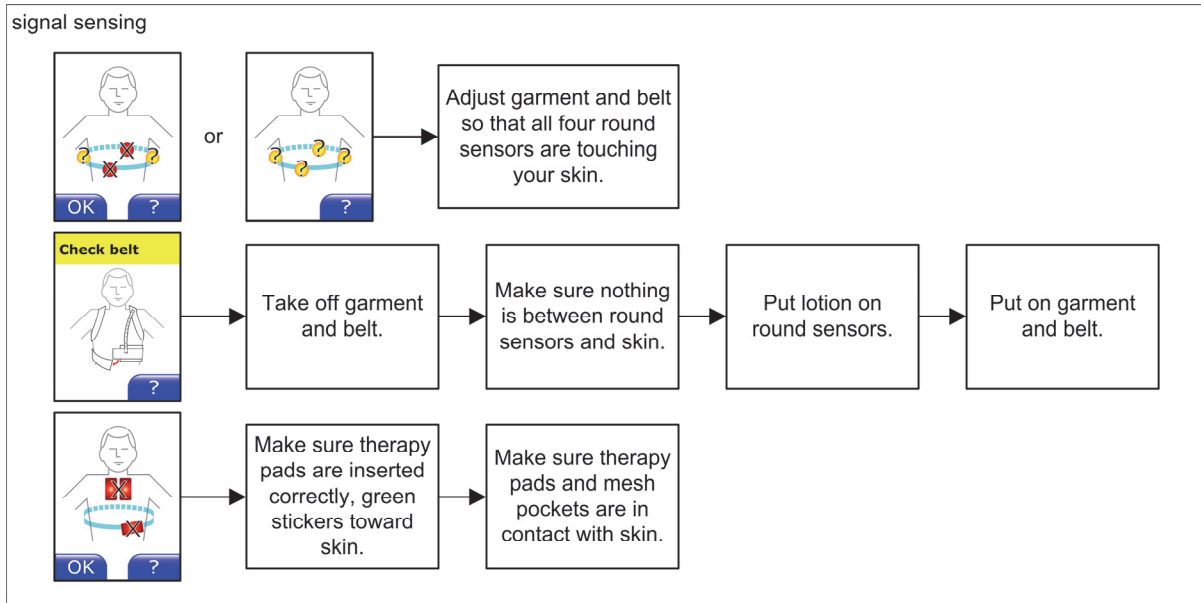 signal sensing
? X X ?
OK ?
or
? ? ? ?
?
Adjust garment and belt
so that all four round
sensors are touching
your skin.
Check belt
?
Take off garment
and belt.
Make sure nothing
is between round
sensors and skin.
Put lotion on
round sensors.
Put on garment
and belt.
X
X
OK ?
Make sure therapy
pads are inserted
correctly, green
stickers toward
skin.
Make sure therapy
pads and mesh
pockets are in
contact with skin.